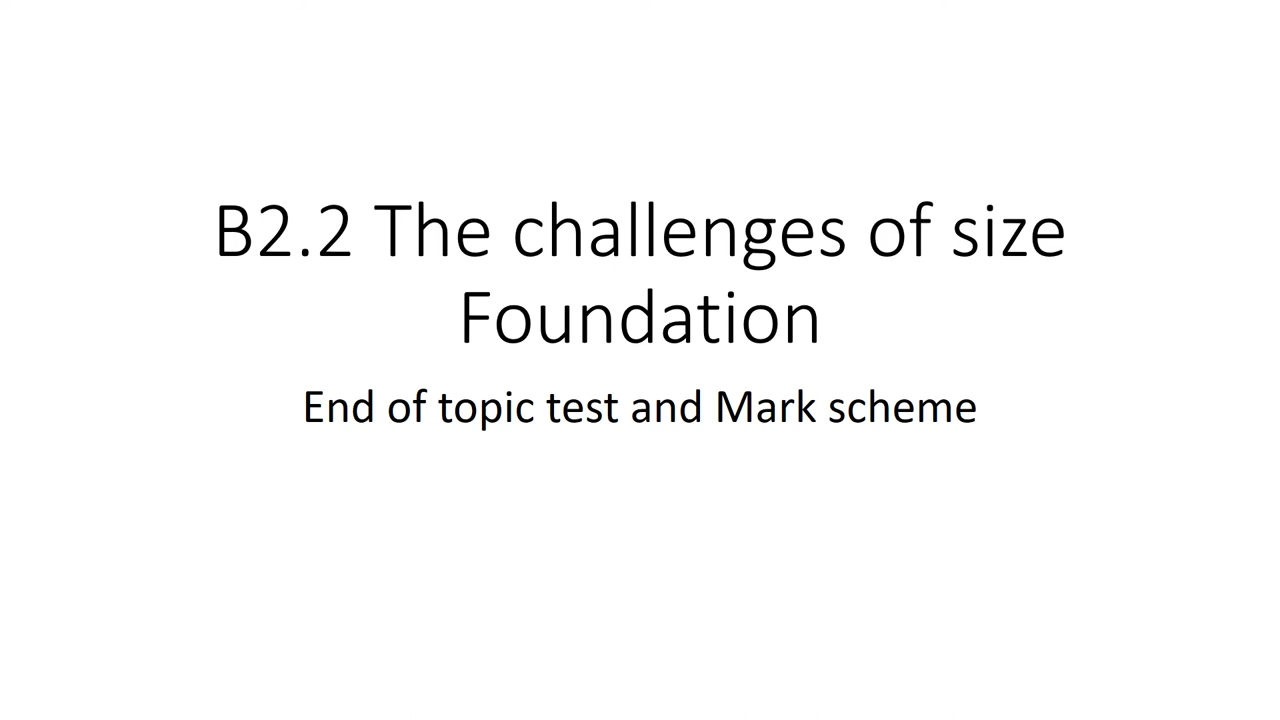 B2.2 The challenges of size
Foundation
End of topic test and Mark scheme